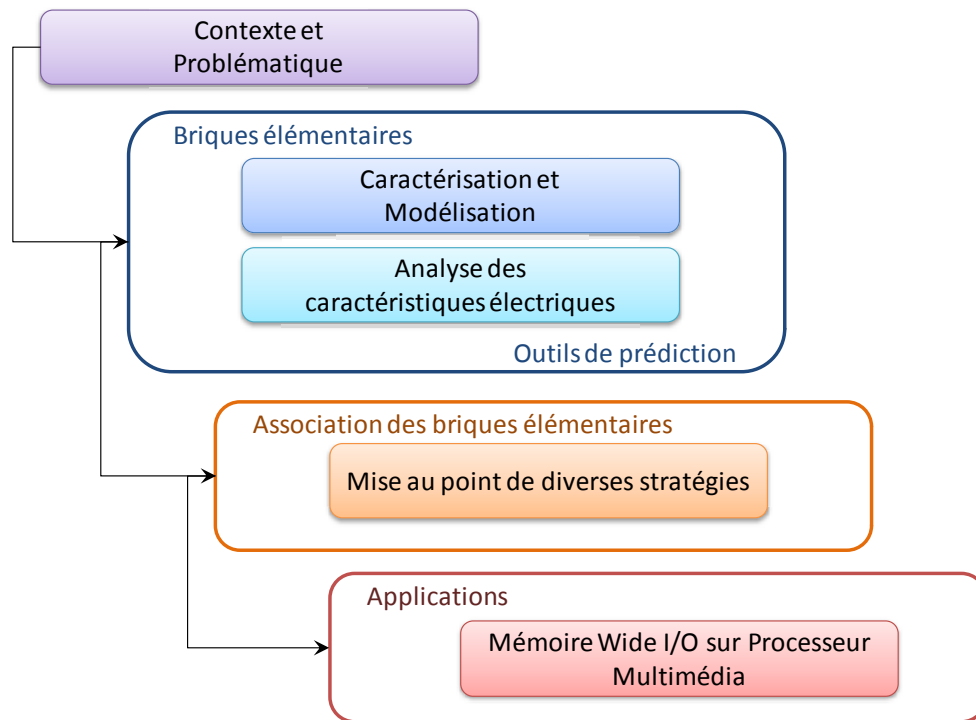 Contexte et
Problématique
Briques élémentaires
Caractérisation et
Modélisation
Analyse des
caractéristiques électriques
Outils de prédiction
Association des briques élémentaires
Mise au point de diverses stratégies
Applications
Mémoire Wide I/O sur Processeur
Multimédia